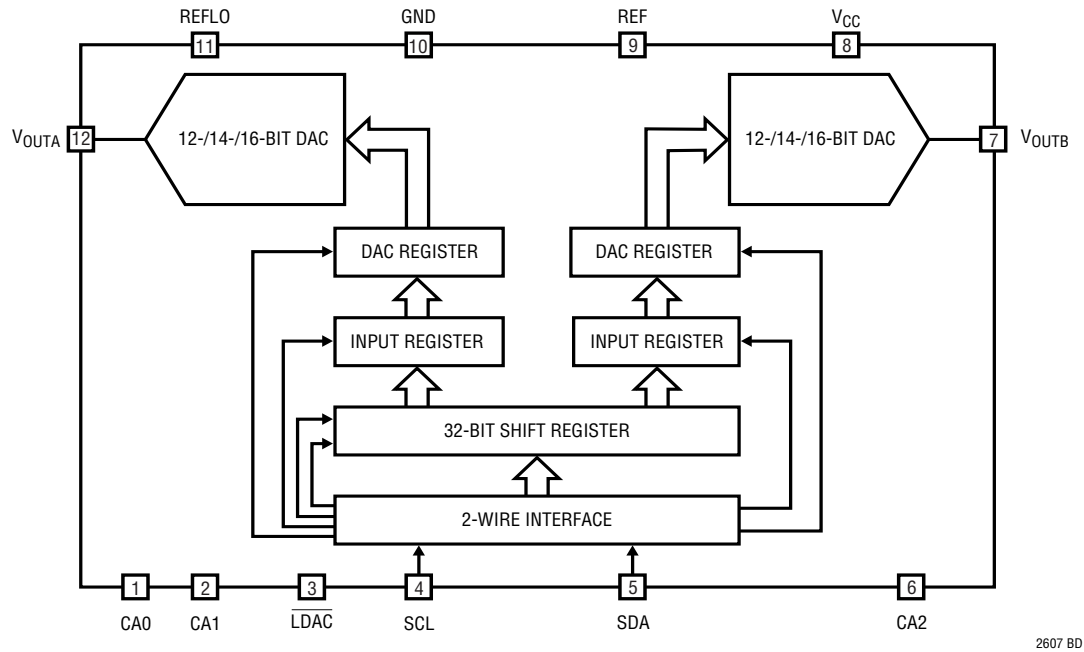 REFLO
GND
REF
VCC
11
10
9
8
VOUTA
12
12-/14-/16-BIT DAC
12-/14-/16-BIT DAC
7
VOUTB
DAC REGISTER
DAC REGISTER
INPUT REGISTER
INPUT REGISTER
32-BIT SHIFT REGISTER
2-WIRE INTERFACE
1
2
3
4
5
6
CA0
CA1
LDAC
SCL
SDA
CA2
2607 BD